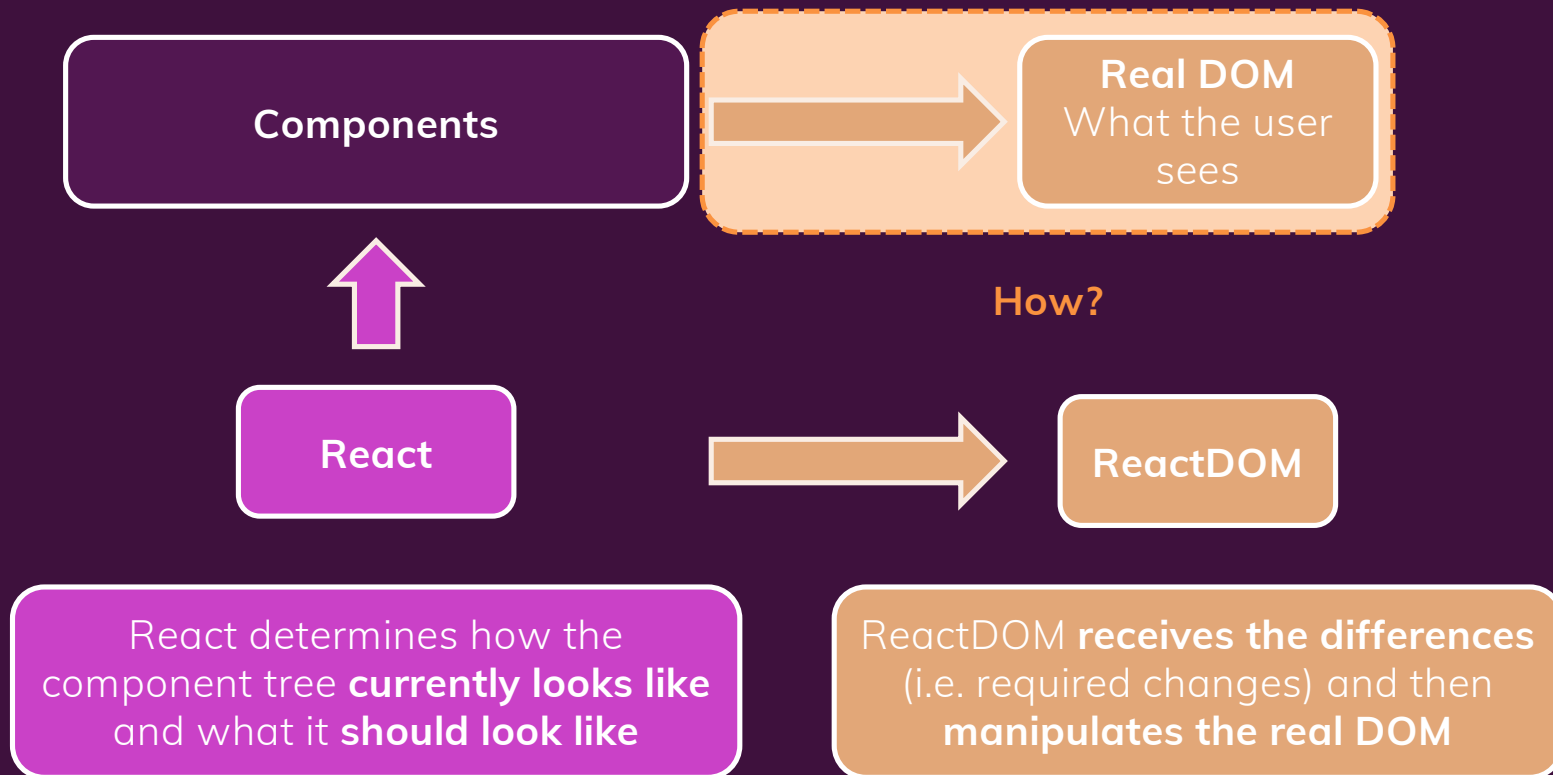 Components
Real DOM
What the user
sees
How?
React
ReactDOM
React determines how the
component tree currently looks like
and what it should look like
ReactDOM receives the differences
(i.e. required changes) and then
manipulates the real DOM